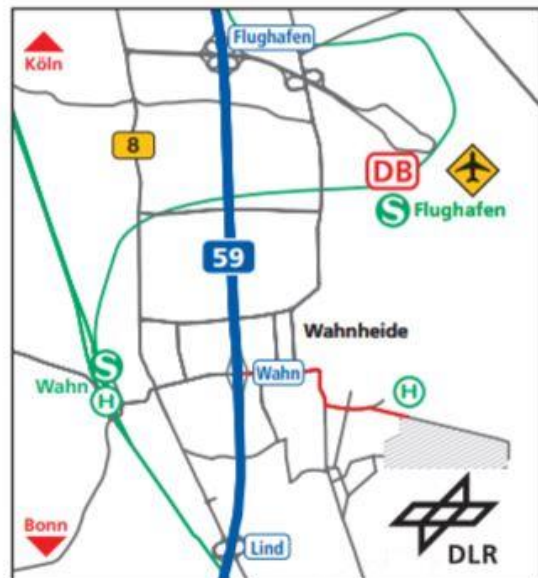 Flughafen
Köln
8
DB
S Flughafen
59
Wahnheide
S
Wahn
H
Wahn
H
Bonn
Lind
DLR